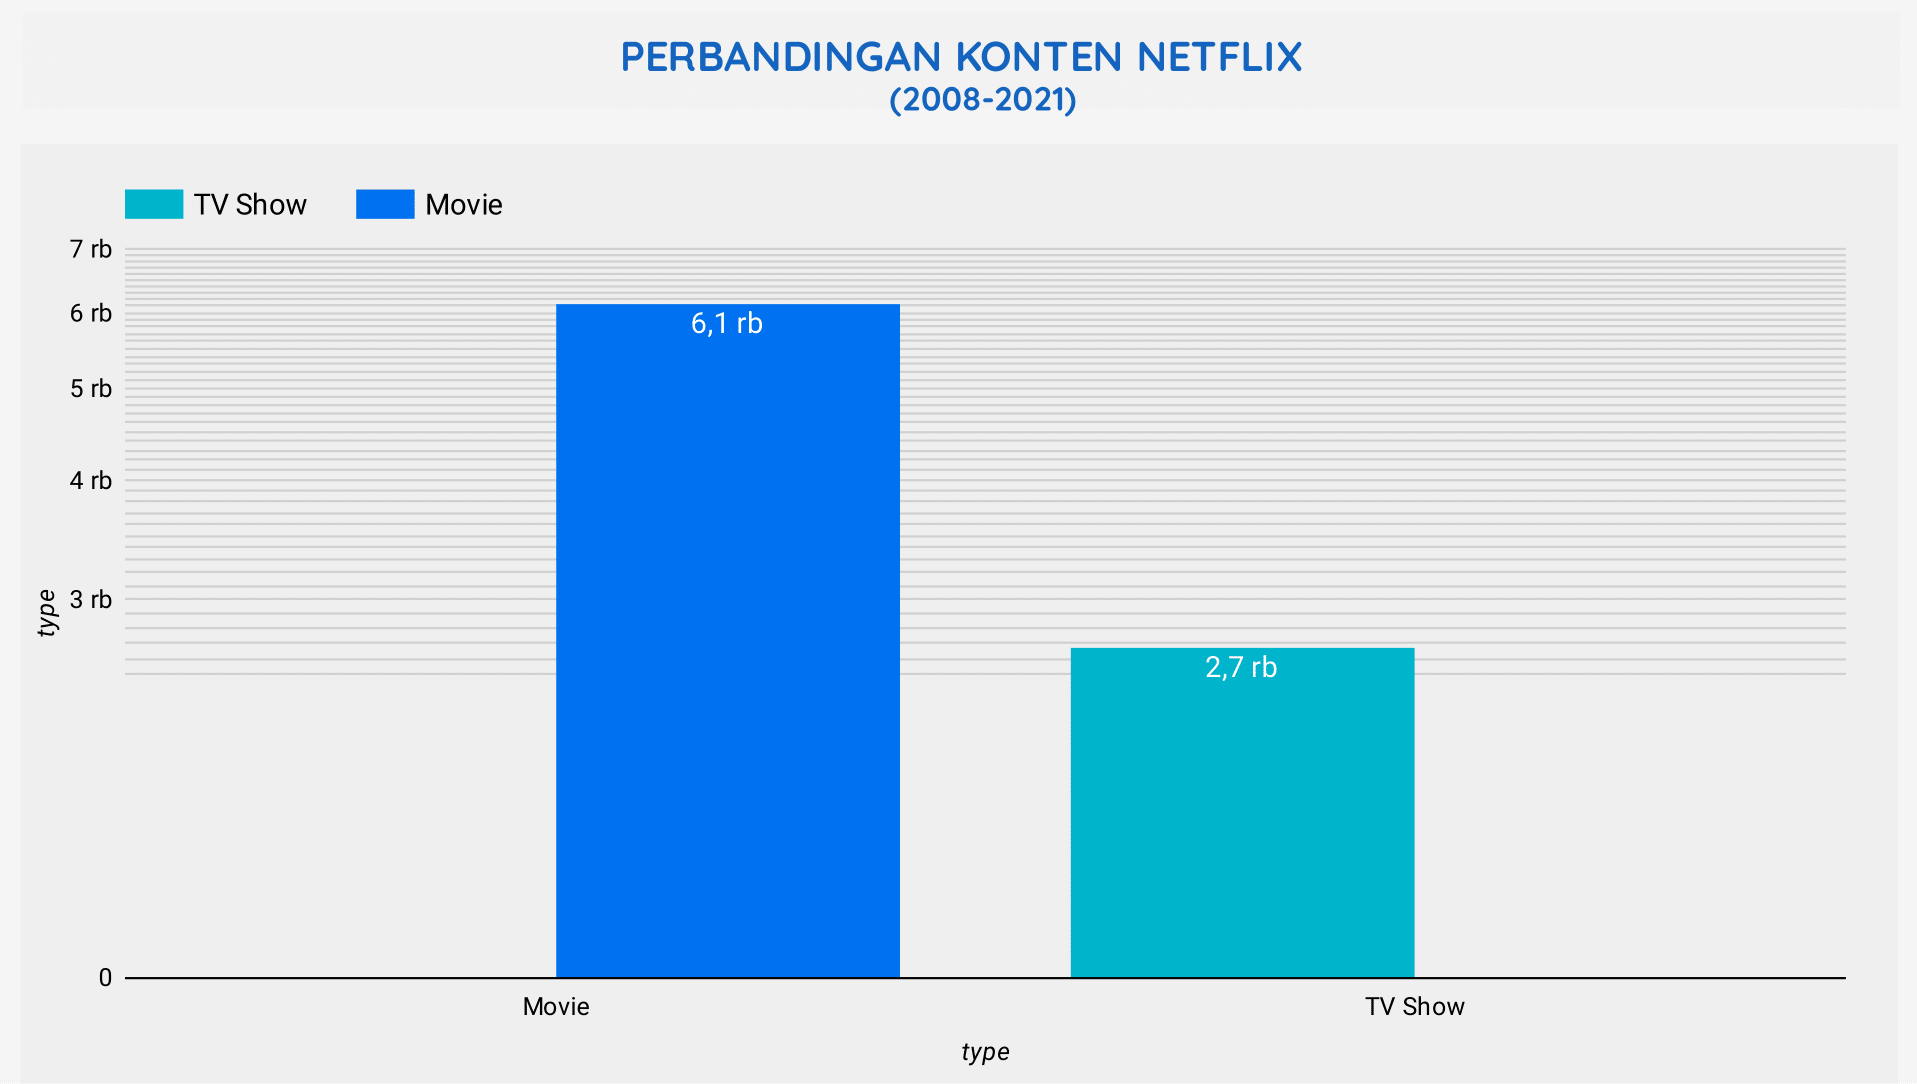 PERBANDINGAN KONTEN NETFLIX
(2008-2021)
TV Show Movie
7 rb
6 rb
5 rb
4 rb
3 rb
0
type
6,1 rb
2,7 rb
Movie TV Show
type